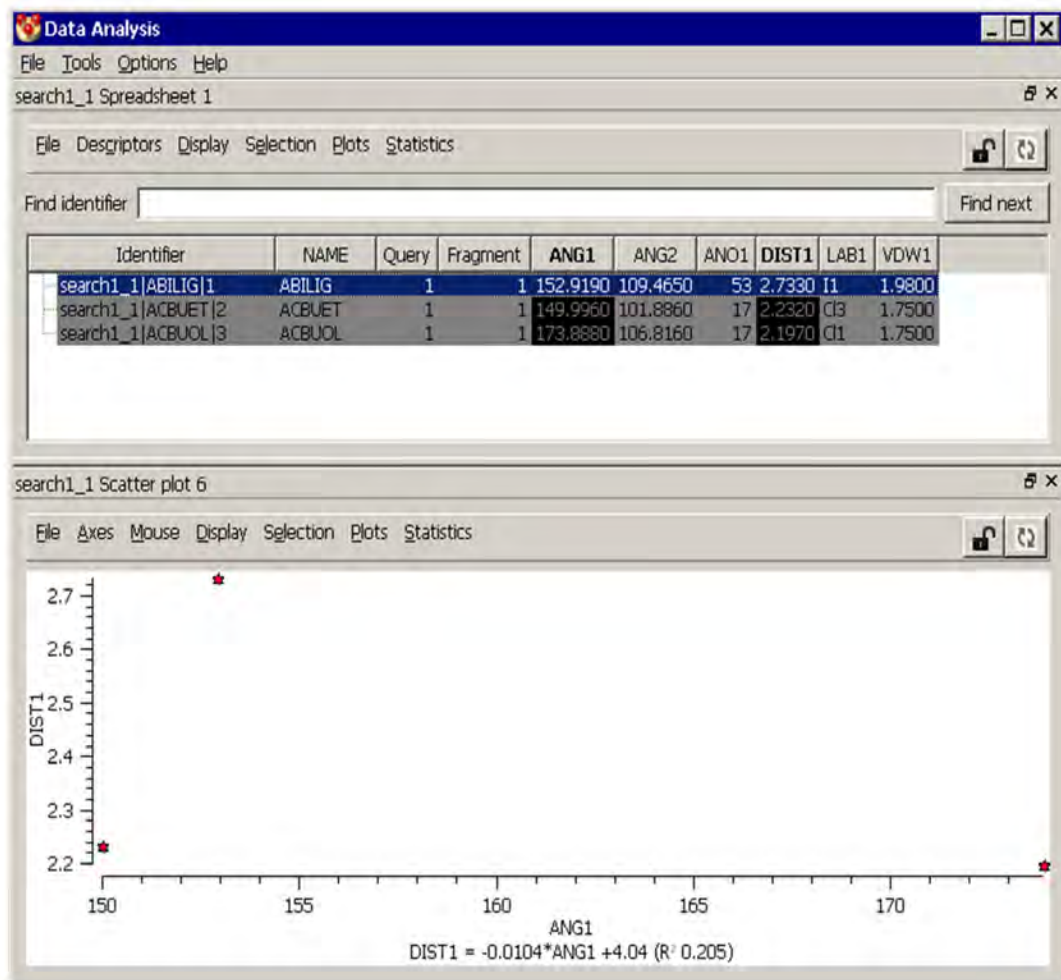 Data Analysis
File Tools Options Help
search1_1 Spreadsheet 1
File Descriptors Display Selection Plots Statistics
Find identifier Find next
Identifier NAME Query Fragment ANG1 ANG2 ANO1 DIST1 LAB1 VDW1
search1_1|ABILIG|1 ABILIG 1 1 152.9190 109.4650 53 2.7330 I1 1.9800
search1_1|ACBUET|2 ACBUET 1 1 149.9960 101.8860 17 2.2320 Cl3 1.7500
search1_1|ACBUOL|3 ACBUOL 1 1 173.8880 106.8160 17 2.1970 Cl1 1.7500
search1_1 Scatter plot 6
File Axes Mouse Display Selection Plots Statistics
2.7
2.6
2.5
2.4
2.3
2.2
DIST1
150 155 160 165 170
ANG1
DIST1 = -0.0104*ANG1 +4.04 (R² 0.205)